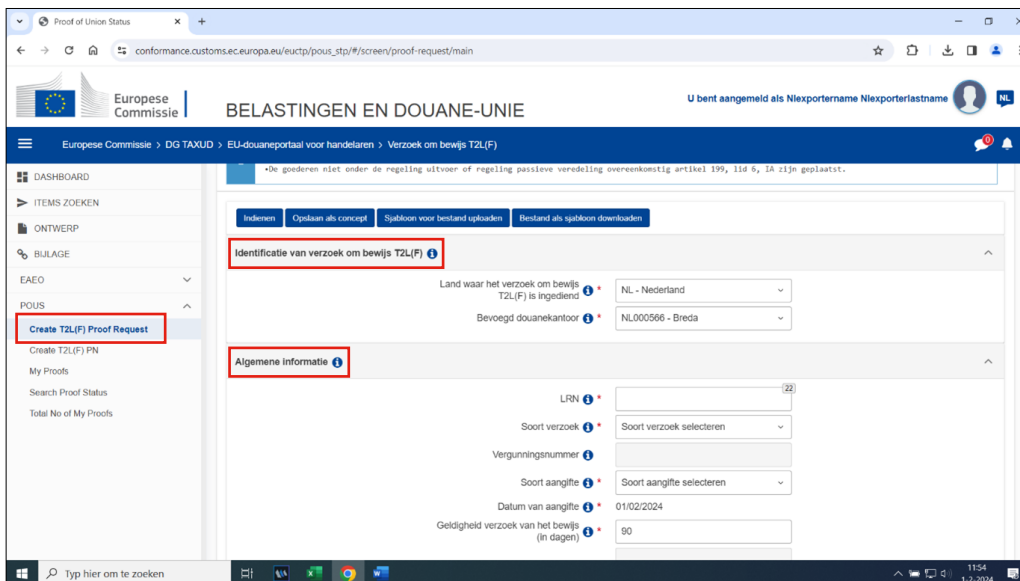 Proof of Union Status
conformance.customs.ec.europa.eu/euctp/pous_stp/#/screen/proof-request/main
Europese
Commissie
BELASTINGEN EN DOUANE-UNIE
U bent aangemeld als Nlexportername Nlexporterlastname
NL
Europese Commissie > DG TAXUD > EU-douaneportaal voor handelaren > Verzoek om bewijs T2L(F)
0
•De goederen niet onder de regeling uitvoer of regeling passieve veredeling overeenkomstig artikel 199, lid 6, IA zijn geplaatst.
DASHBOARD
ITEMS ZOEKEN
ONTWERP
BIJLAGE
EAEO
POUS
Create T2L(F) Proof Request
Create T2L(F) PN
My Proofs
Search Proof Status
Total No of My Proofs
Indienen Opslaan als concept Sjabloon voor bestand uploaden Bestand als sjabloon downloaden
Identificatie van verzoek om bewijs T2L(F)
Land waar het verzoek om bewijs
T2L(F) is ingediend * NL - Nederland
Bevoegd douanekantoor * NL000566 - Breda
Algemene informatie
22
LRN *
Soort verzoek * Soort verzoek selecteren
Vergunningsnummer
Soort aangifte * Soort aangifte selecteren
Datum van aangifte * 01/02/2024
Geldigheid verzoek van het bewijs
(in dagen) * 90
Typ hier om te zoeken
11:54
1-2-2024